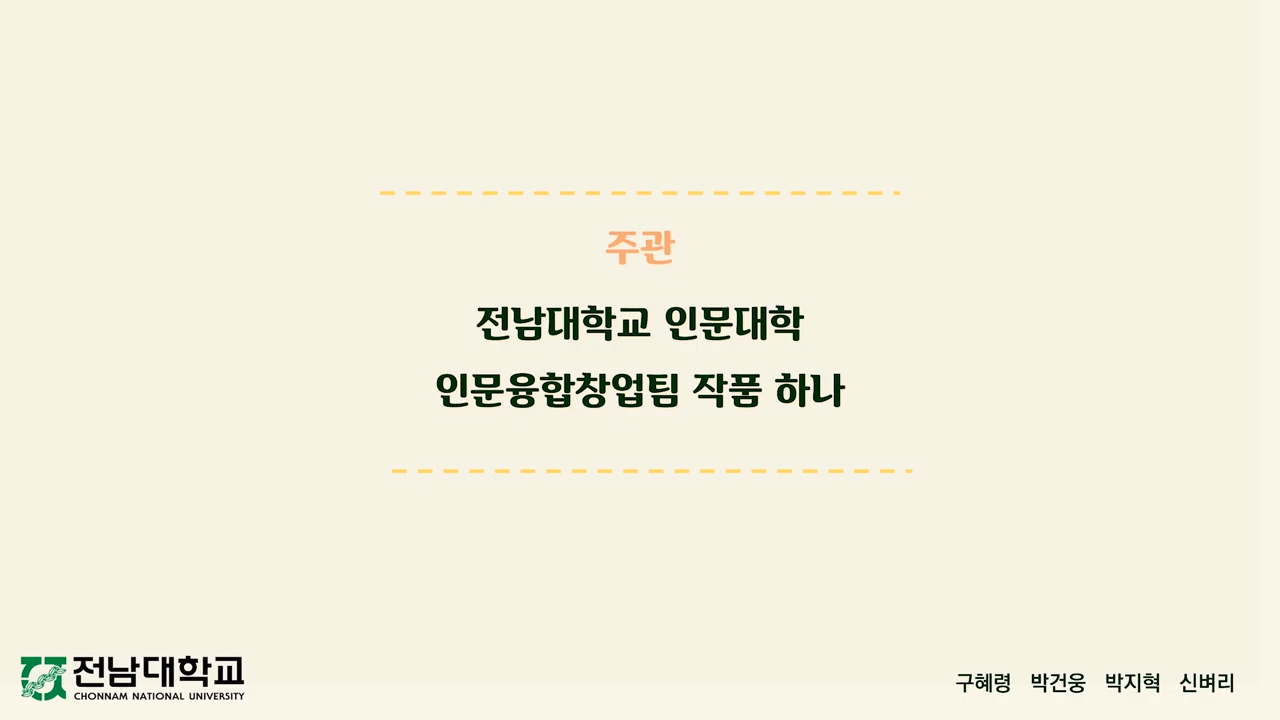 주관
전남대학교 인문대학
인문융합창업팀 작품 하나
전남대학교
CHONNAM NATIONAL UNIVERSITY
구혜령 박건웅 박지혁 신벼리